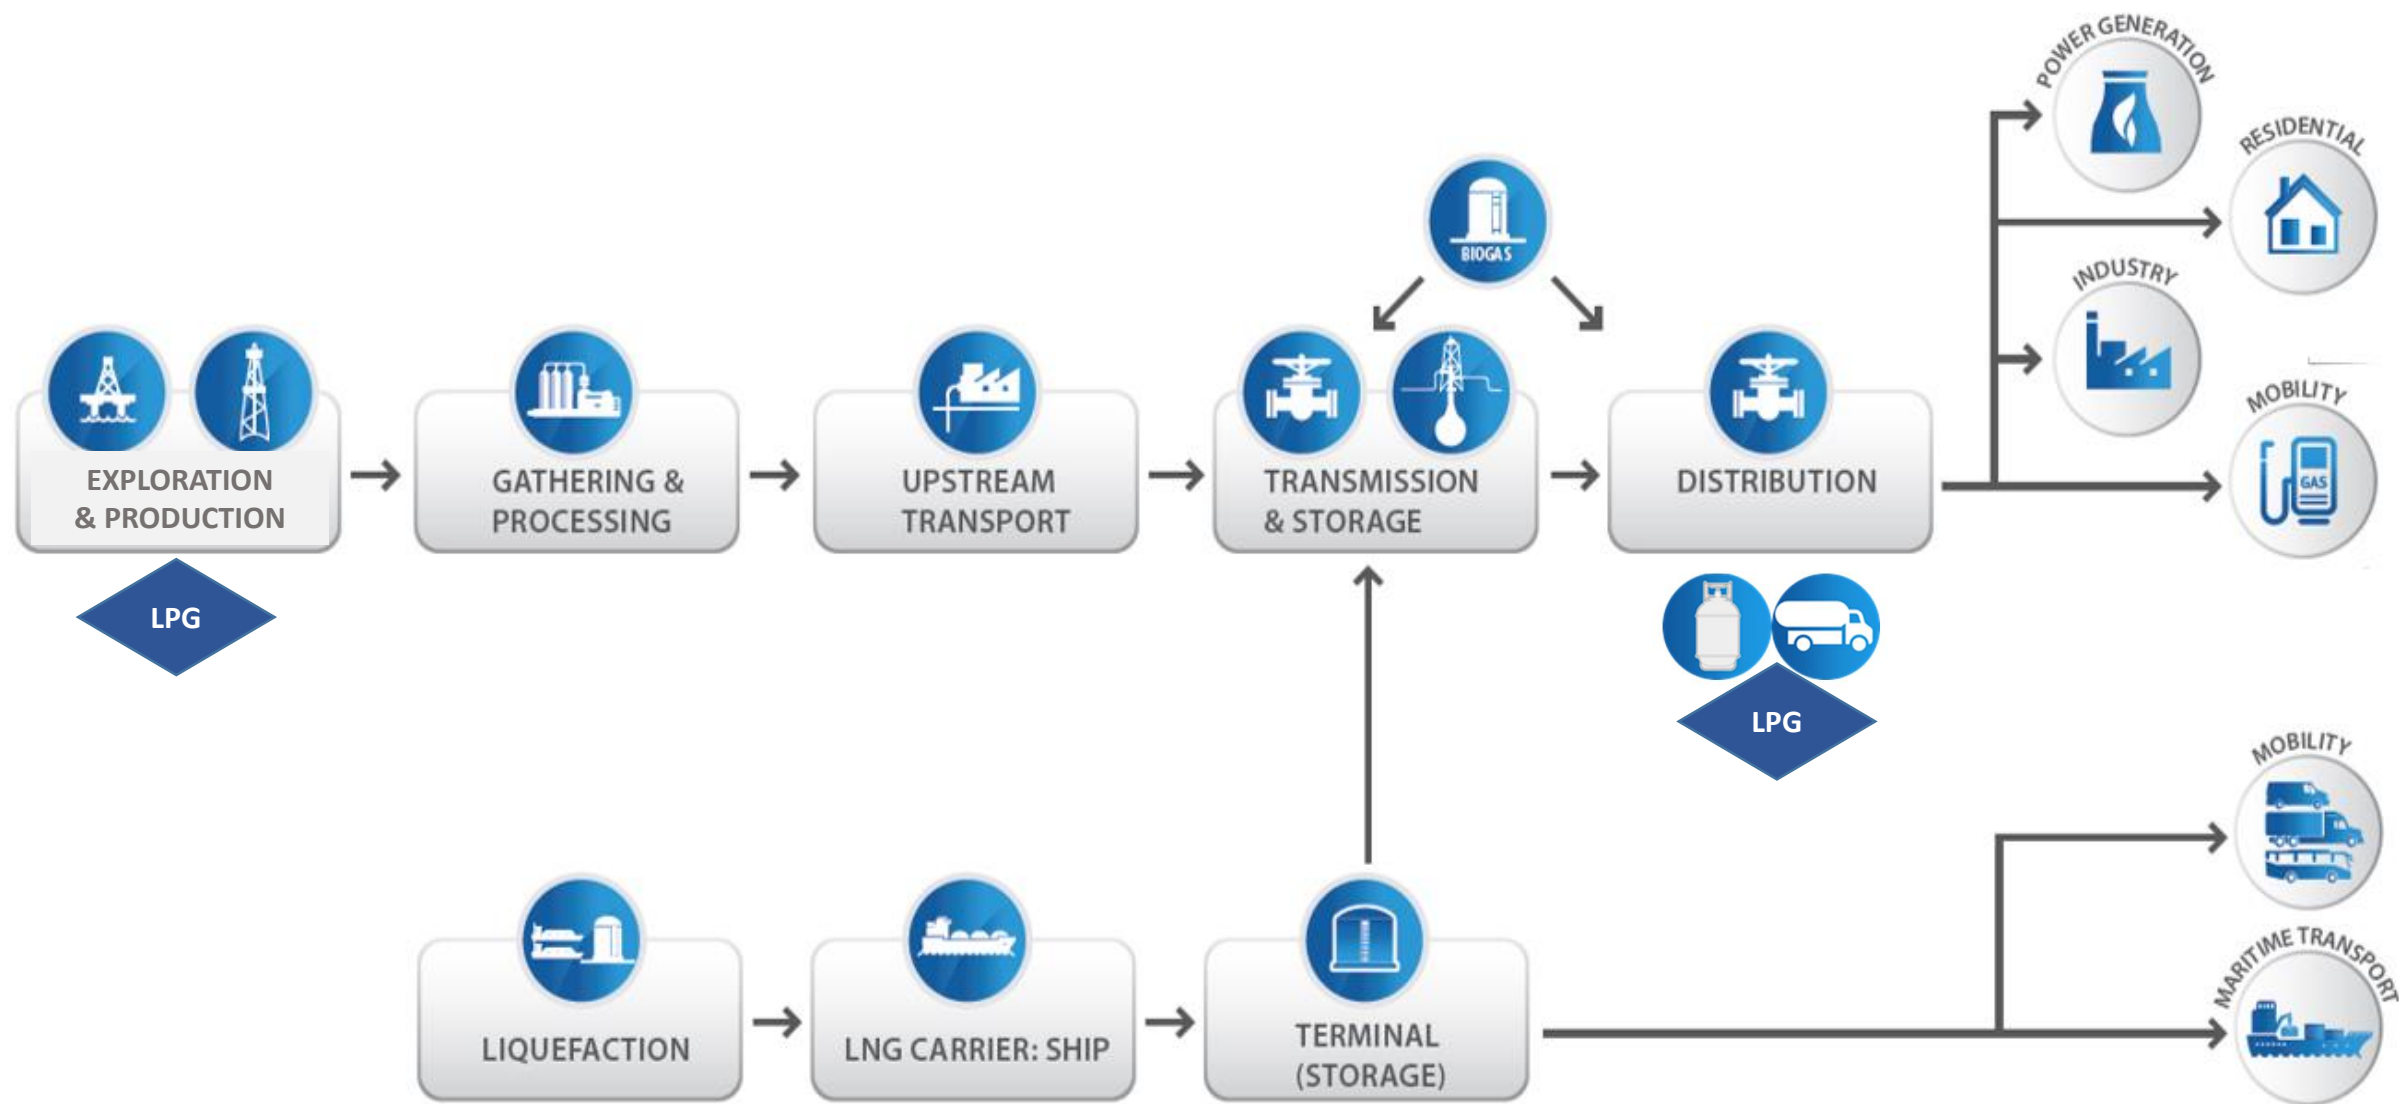 POWER GENERATION
RESIDENTIAL
BIOGAS
INDUSTRY
MOBILITY
GAS
EXPLORATION
& PRODUCTION
GATHERING &
PROCESSING
UPSTREAM
TRANSPORT
TRANSMISSION
& STORAGE
DISTRIBUTION
LPG
LPG
MOBILITY
MARITIME TRANSPORT
LIQUEFACTION
LNG CARRIER: SHIP
TERMINAL
(STORAGE)